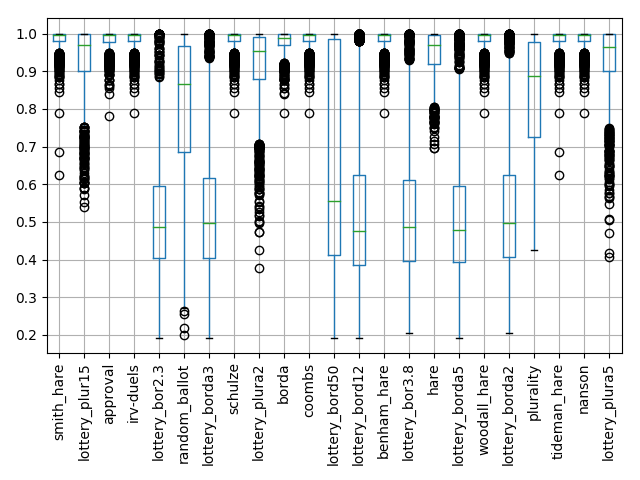 1.0
0.9
0.8
0.7
0.6
0.5
0.4
0.3
0.2
smith_hare
lottery_plur15
approval
irv-duels
lottery_bor2.3
random_ballot
lottery_borda3
schulze
lottery_plura2
borda
coombs
lottery_bord50
lottery_bord12
benham_hare
lottery_bor3.8
hare
lottery_borda5
woodall_hare
lottery_borda2
plurality
tideman_hare
nanson
lottery_plura5